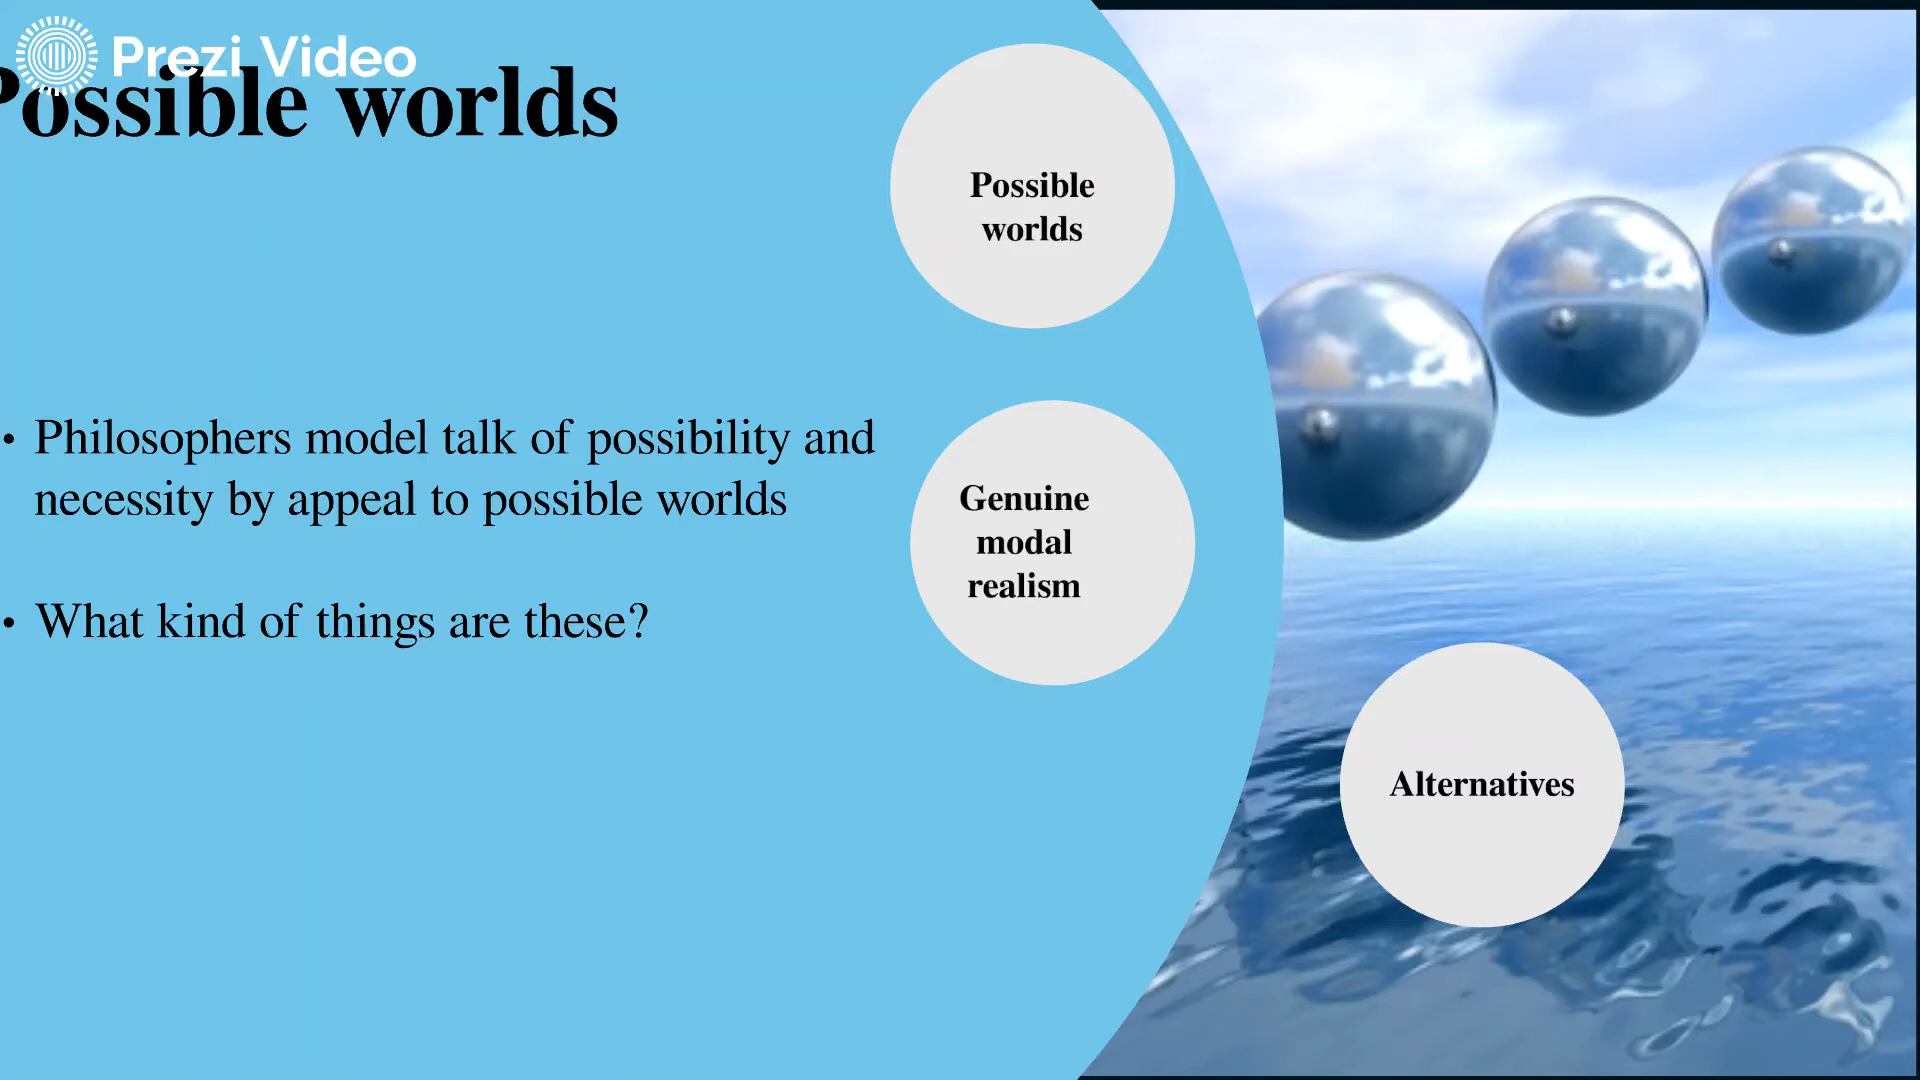 Prezi Video
Possible worlds
• Philosophers model talk of possibility and
necessity by appeal to possible worlds
• What kind of things are these?
Possible
worlds
Genuine
modal
realism
Alternatives